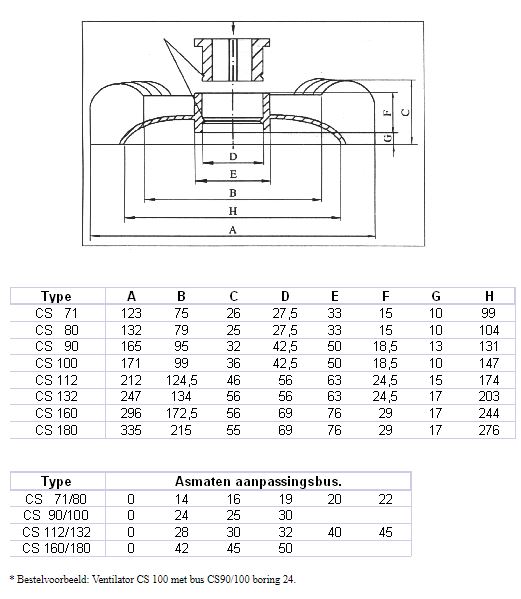 F
C
G
D
E
B
H
A
Type A B C D E F G H
CS 71 123 75 26 27,5 33 15 10 99
CS 80 132 79 25 27,5 33 15 10 104
CS 90 165 95 32 42,5 50 18,5 13 131
CS 100 171 99 36 42,5 50 18,5 10 147
CS 112 212 124,5 46 56 63 24,5 15 174
CS 132 247 134 56 56 63 24,5 17 203
CS 160 296 172,5 56 69 76 29 17 244
CS 180 335 215 55 69 76 29 17 276
Type Asmaten aanpassingsbus.
CS 71/80 0 14 16 19 20 22
CS 90/100 0 24 25 30
CS 112/132 0 28 30 32 40 45
CS 160/180 0 42 45 50
* Bestelvoorbeeld: Ventilator CS 100 met bus CS90/100 boring 24.